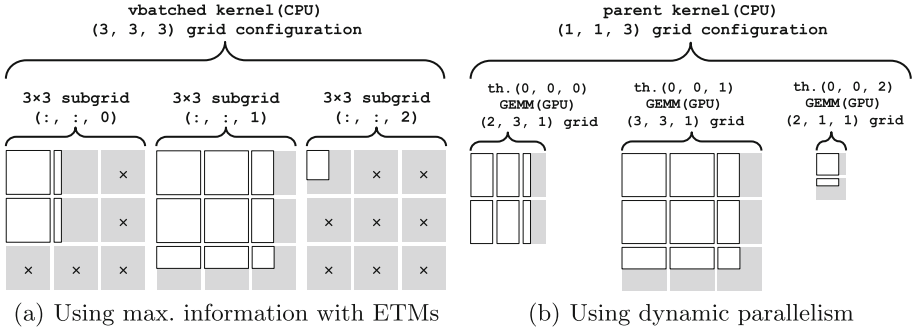 vbatched kernel(CPU)
(3, 3, 3) grid configuration
3×3 subgrid
(:, :, 0)
3×3 subgrid
(:, :, 1)
3×3 subgrid
(:, :, 2)
×
×
× × ×
× ×
× × ×
× × ×
(a) Using max. information with ETMs
parent kernel(CPU)
(1, 1, 3) grid configuration
th.(0, 0, 0)
GEMM(GPU)
(2, 3, 1) grid
th.(0, 0, 1)
GEMM(GPU)
(3, 3, 1) grid
th.(0, 0, 2)
GEMM(GPU)
(2, 1, 1) grid
(b) Using dynamic parallelism